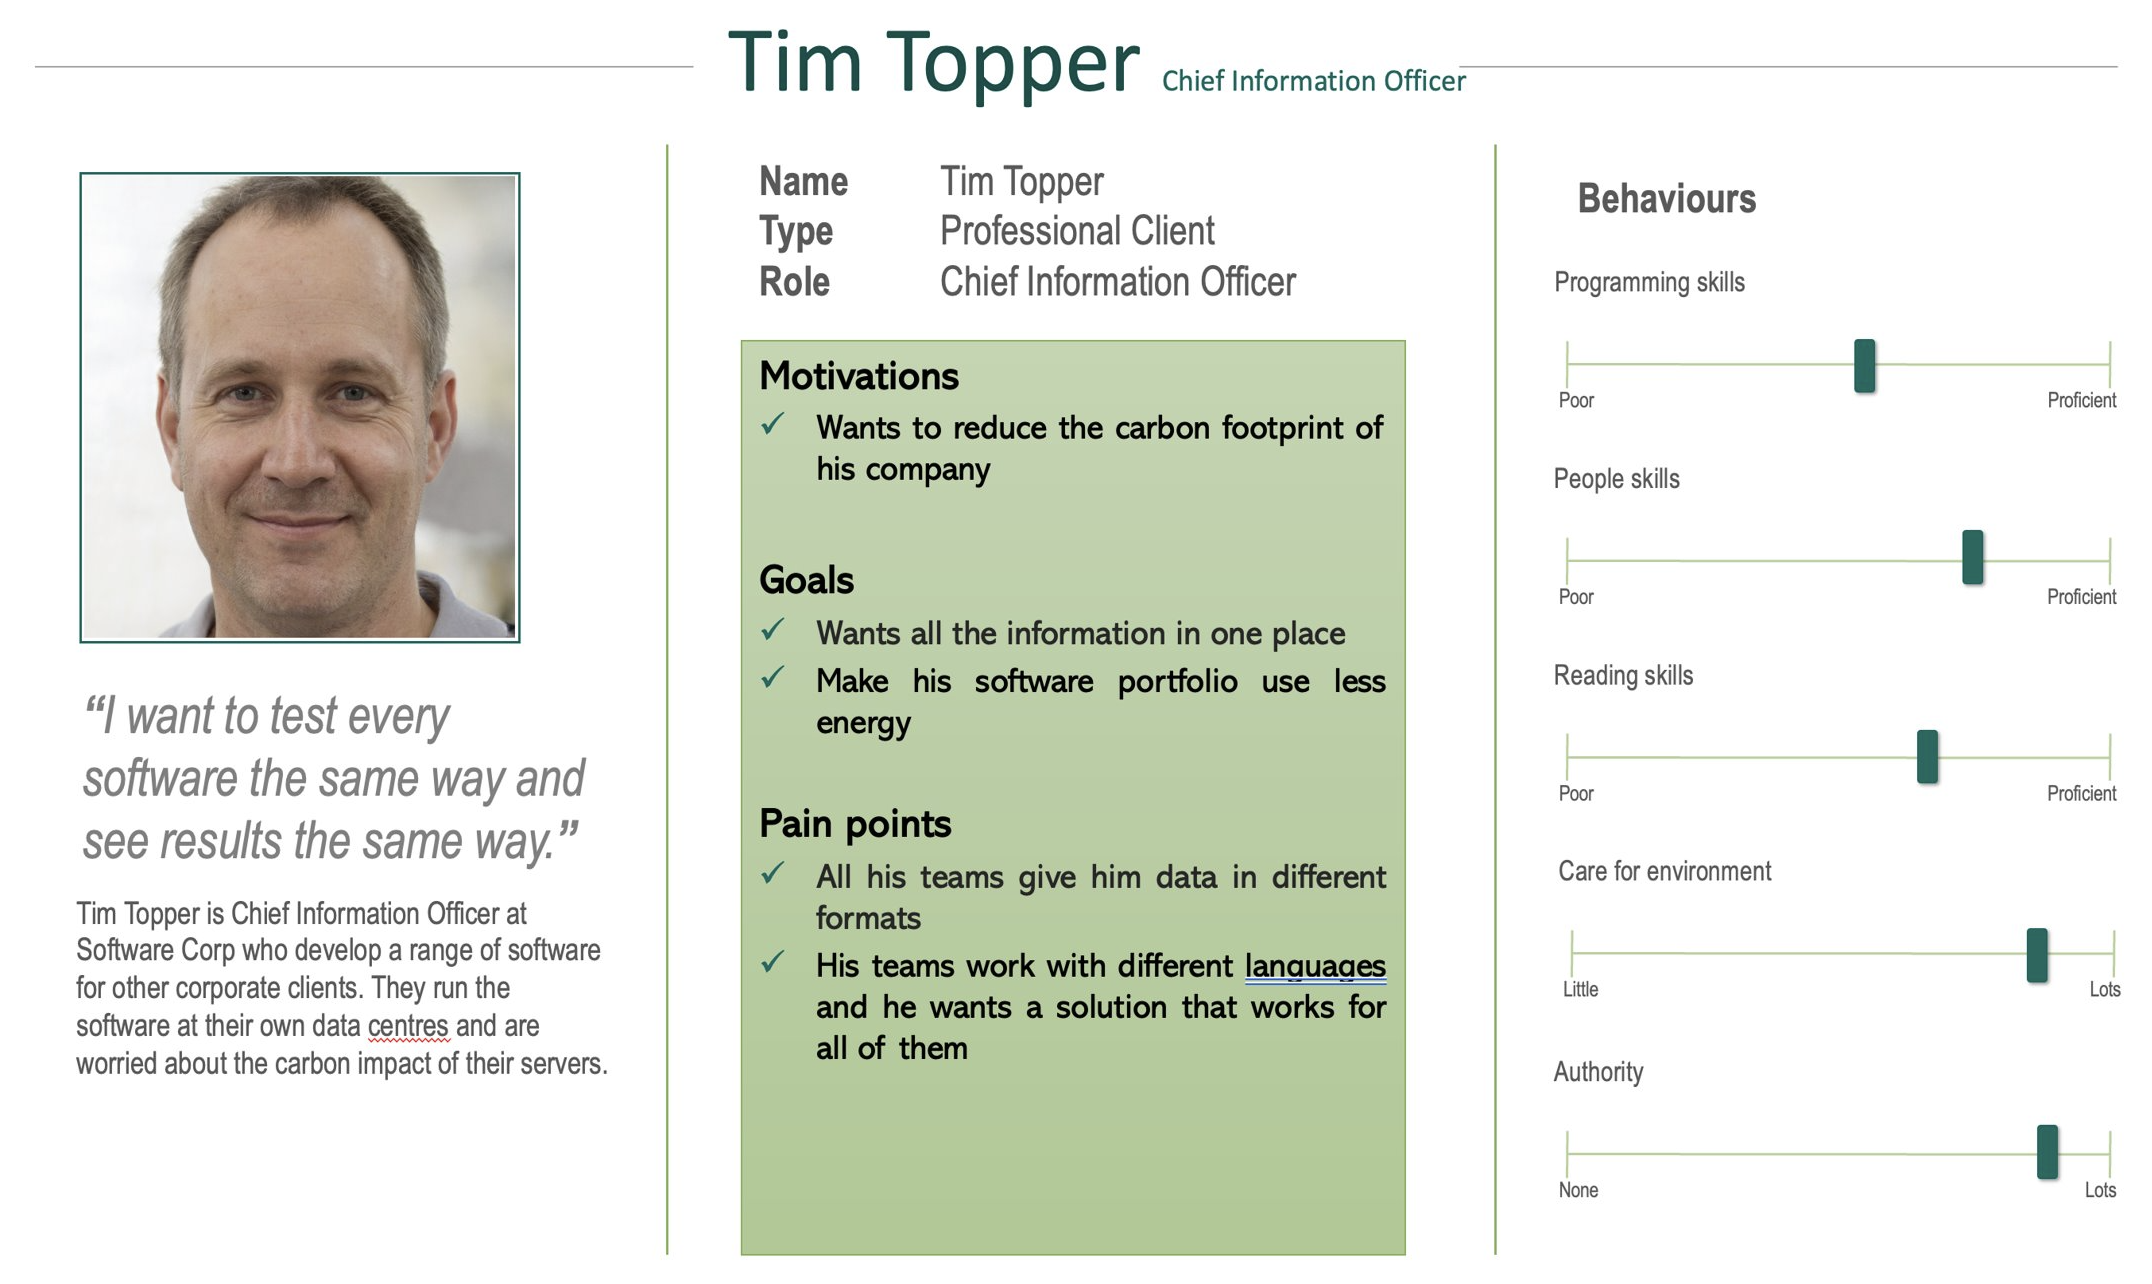 Tim Topper Chief Information Officer
“I want to test every
software the same way and
see results the same way.”
Tim Topper is Chief Information Officer at
Software Corp who develop a range of software
for other corporate clients. They run the
software at their own data centres and are
worried about the carbon impact of their servers.
Name Tim Topper
Type Professional Client
Role Chief Information Officer
Motivations
✓ Wants to reduce the carbon footprint of
his company
Goals
✓ Wants all the information in one place
✓ Make his software portfolio use less
energy
Pain points
✓ All his teams give him data in different
formats
✓ His teams work with different languages
and he wants a solution that works for
all of them
Behaviours
Programming skills
Poor Proficient
People skills
Poor Proficient
Reading skills
Poor Proficient
Care for environment
Little Lots
Authority
None Lots